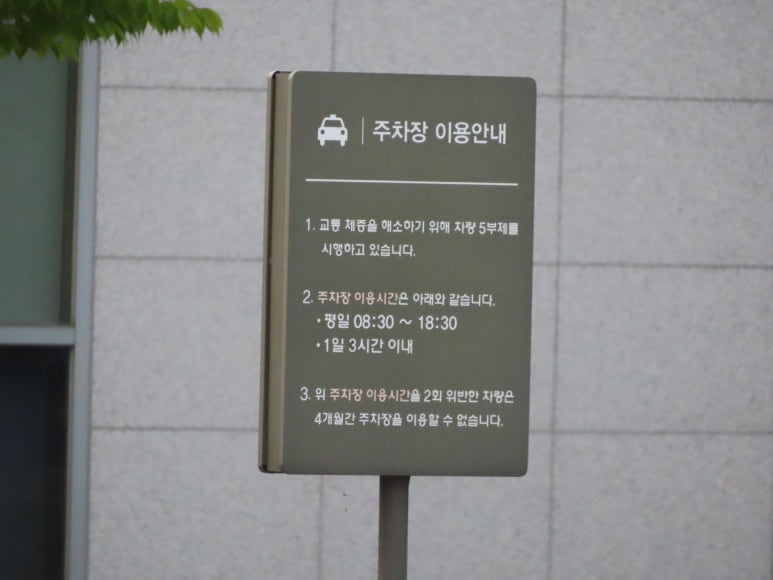 주차장 이용안내
1. 교통 체증을 해소하기 위해 차량 5부제를
시행하고 있습니다.
2. 주차장 이용시간은 아래와 같습니다.
• 평일 08:30 ~ 18:30
• 1일 3시간 이내
3. 위 주차장 이용시간을 2회 위반한 차량은
4개월간 주차장을 이용할 수 없습니다.